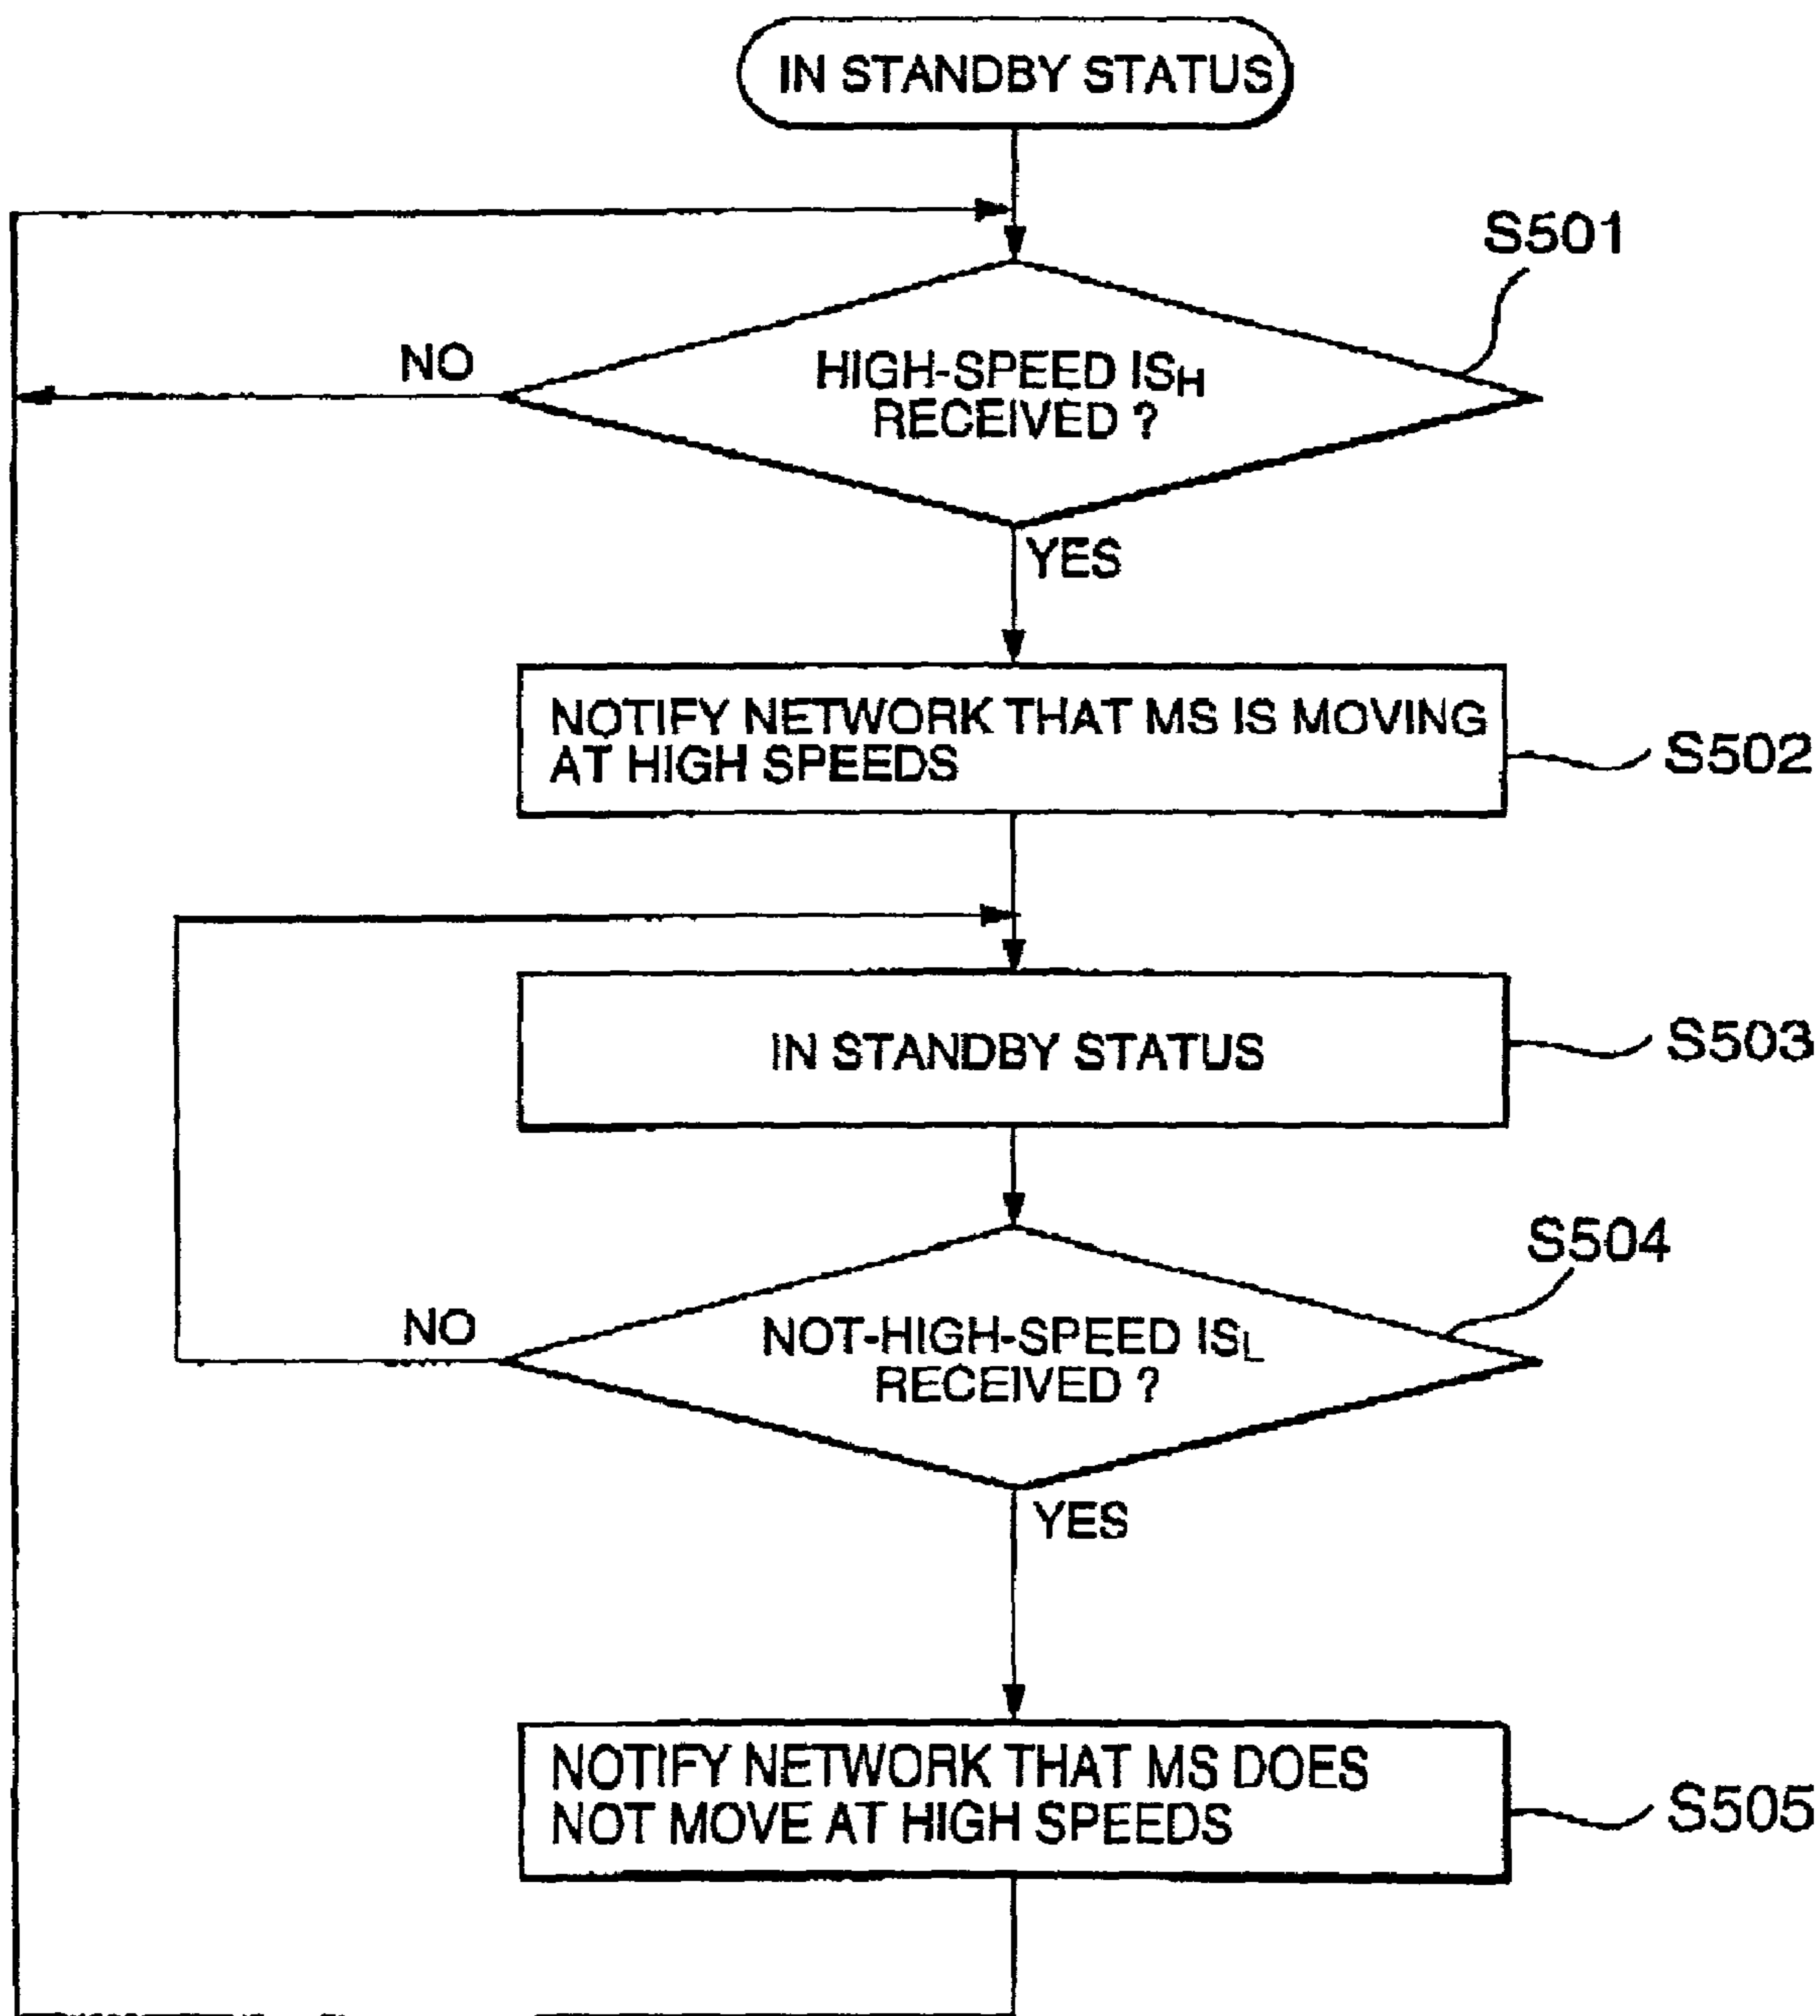 IN STANDBY STATUS
S501
NO
HIGH-SPEED ISH
RECEIVED ?
YES
NOTIFY NETWORK THAT MS IS MOVING
AT HIGH SPEEDS
S502
IN STANDBY STATUS
S503
S504
NO
NOT-HIGH-SPEED ISL
RECEIVED ?
YES
NOTIFY NETWORK THAT MS DOES
NOT MOVE AT HIGH SPEEDS
S505